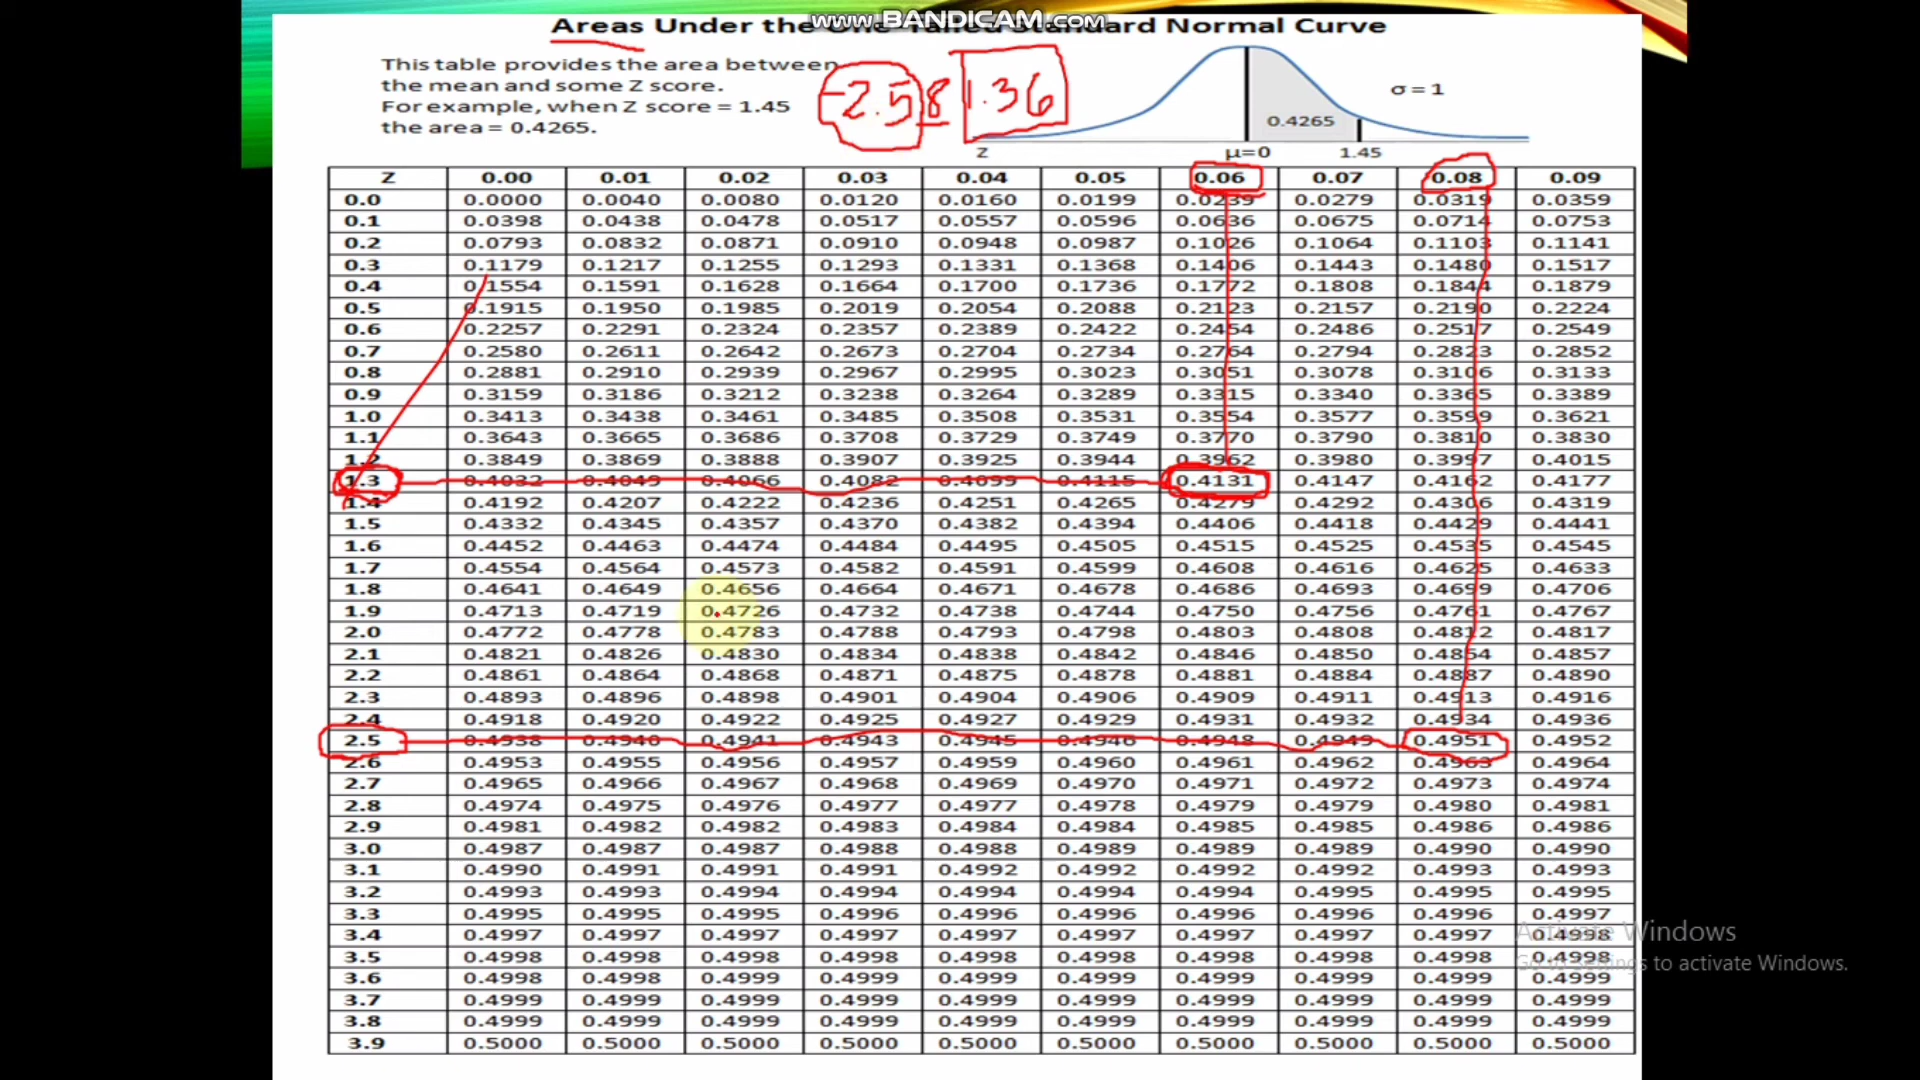 www.BANDICAM.com
Areas Under the One Tailed Standard Normal Curve
This table provides the area between
the mean and some Z score.
For example, when Z score = 1.45
the area = 0.4265.
-2.58 1.36
σ = 1
0.4265
Z μ=0 1.45
Z 0.00 0.01 0.02 0.03 0.04 0.05 0.06 0.07 0.08 0.09
0.0 0.0000 0.0040 0.0080 0.0120 0.0160 0.0199 0.0239 0.0279 0.0319 0.0359
0.1 0.0398 0.0438 0.0478 0.0517 0.0557 0.0596 0.0636 0.0675 0.0714 0.0753
0.2 0.0793 0.0832 0.0871 0.0910 0.0948 0.0987 0.1026 0.1064 0.1103 0.1141
0.3 0.1179 0.1217 0.1255 0.1293 0.1331 0.1368 0.1406 0.1443 0.1480 0.1517
0.4 0.1554 0.1591 0.1628 0.1664 0.1700 0.1736 0.1772 0.1808 0.1844 0.1879
0.5 0.1915 0.1950 0.1985 0.2019 0.2054 0.2088 0.2123 0.2157 0.2190 0.2224
0.6 0.2257 0.2291 0.2324 0.2357 0.2389 0.2422 0.2454 0.2486 0.2517 0.2549
0.7 0.2580 0.2611 0.2642 0.2673 0.2704 0.2734 0.2764 0.2794 0.2823 0.2852
0.8 0.2881 0.2910 0.2939 0.2967 0.2995 0.3023 0.3051 0.3078 0.3106 0.3133
0.9 0.3159 0.3186 0.3212 0.3238 0.3264 0.3289 0.3315 0.3340 0.3365 0.3389
1.0 0.3413 0.3438 0.3461 0.3485 0.3508 0.3531 0.3554 0.3577 0.3599 0.3621
1.1 0.3643 0.3665 0.3686 0.3708 0.3729 0.3749 0.3770 0.3790 0.3810 0.3830
1.2 0.3849 0.3869 0.3888 0.3907 0.3925 0.3944 0.3962 0.3980 0.3997 0.4015
1.3 0.4032 0.4049 0.4066 0.4082 0.4099 0.4115 0.4131 0.4147 0.4162 0.4177
1.4 0.4192 0.4207 0.4222 0.4236 0.4251 0.4265 0.4279 0.4292 0.4306 0.4319
1.5 0.4332 0.4345 0.4357 0.4370 0.4382 0.4394 0.4406 0.4418 0.4429 0.4441
1.6 0.4452 0.4463 0.4474 0.4484 0.4495 0.4505 0.4515 0.4525 0.4535 0.4545
1.7 0.4554 0.4564 0.4573 0.4582 0.4591 0.4599 0.4608 0.4616 0.4625 0.4633
1.8 0.4641 0.4649 0.4656 0.4664 0.4671 0.4678 0.4686 0.4693 0.4699 0.4706
1.9 0.4713 0.4719 0.4726 0.4732 0.4738 0.4744 0.4750 0.4756 0.4761 0.4767
2.0 0.4772 0.4778 0.4783 0.4788 0.4793 0.4798 0.4803 0.4808 0.4812 0.4817
2.1 0.4821 0.4826 0.4830 0.4834 0.4838 0.4842 0.4846 0.4850 0.4854 0.4857
2.2 0.4861 0.4864 0.4868 0.4871 0.4875 0.4878 0.4881 0.4884 0.4887 0.4890
2.3 0.4893 0.4896 0.4898 0.4901 0.4904 0.4906 0.4909 0.4911 0.4913 0.4916
2.4 0.4918 0.4920 0.4922 0.4925 0.4927 0.4929 0.4931 0.4932 0.4934 0.4936
2.5 0.4938 0.4940 0.4941 0.4943 0.4945 0.4946 0.4948 0.4949 0.4951 0.4952
2.6 0.4953 0.4955 0.4956 0.4957 0.4959 0.4960 0.4961 0.4962 0.4963 0.4964
2.7 0.4965 0.4966 0.4967 0.4968 0.4969 0.4970 0.4971 0.4972 0.4973 0.4974
2.8 0.4974 0.4975 0.4976 0.4977 0.4977 0.4978 0.4979 0.4979 0.4980 0.4981
2.9 0.4981 0.4982 0.4982 0.4983 0.4984 0.4984 0.4985 0.4985 0.4986 0.4986
3.0 0.4987 0.4987 0.4987 0.4988 0.4988 0.4989 0.4989 0.4989 0.4990 0.4990
3.1 0.4990 0.4991 0.4991 0.4991 0.4992 0.4992 0.4992 0.4992 0.4993 0.4993
3.2 0.4993 0.4993 0.4994 0.4994 0.4994 0.4994 0.4994 0.4995 0.4995 0.4995
3.3 0.4995 0.4995 0.4995 0.4996 0.4996 0.4996 0.4996 0.4996 0.4996 0.4997
3.4 0.4997 0.4997 0.4997 0.4997 0.4997 0.4997 0.4997 0.4997 0.4997 0.4998
3.5 0.4998 0.4998 0.4998 0.4998 0.4998 0.4998 0.4998 0.4998 0.4998 0.4998
3.6 0.4998 0.4998 0.4999 0.4999 0.4999 0.4999 0.4999 0.4999 0.4999 0.4999
3.7 0.4999 0.4999 0.4999 0.4999 0.4999 0.4999 0.4999 0.4999 0.4999 0.4999
3.8 0.4999 0.4999 0.4999 0.4999 0.4999 0.4999 0.4999 0.4999 0.4999 0.4999
3.9 0.5000 0.5000 0.5000 0.5000 0.5000 0.5000 0.5000 0.5000 0.5000 0.5000
Activate Windows
Go to Settings to activate Windows.